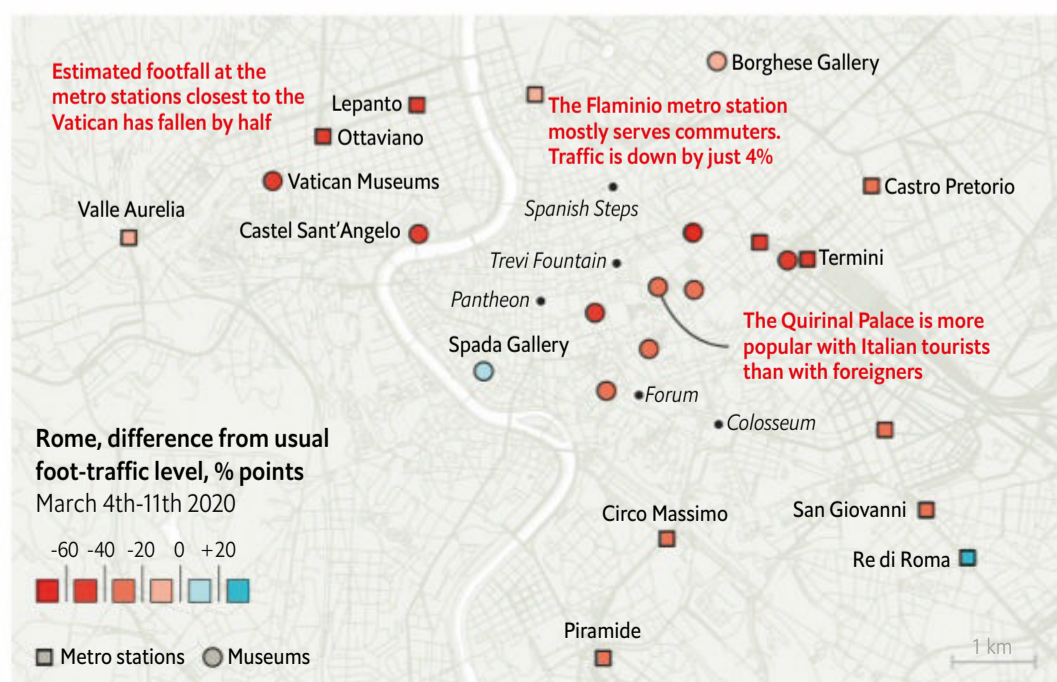 Estimated footfall at the
metro stations closest to the
Vatican has fallen by half
Borghese Gallery
Lepanto
The Flaminio metro station
mostly serves commuters.
Traffic is down by just 4%
Ottaviano
Vatican Museums
Castro Pretorio
Valle Aurelia
Spanish Steps
Castel Sant'Angelo
Trevi Fountain
Termini
Pantheon
The Quirinal Palace is more
popular with Italian tourists
than with foreigners
Spada Gallery
Forum
Colosseum
Rome, difference from usual
foot-traffic level, % points
March 4th-11th 2020
-60 -40 -20 0 +20
Metro stations Museums
Circo Massimo
San Giovanni
Re di Roma
Piramide
1 km